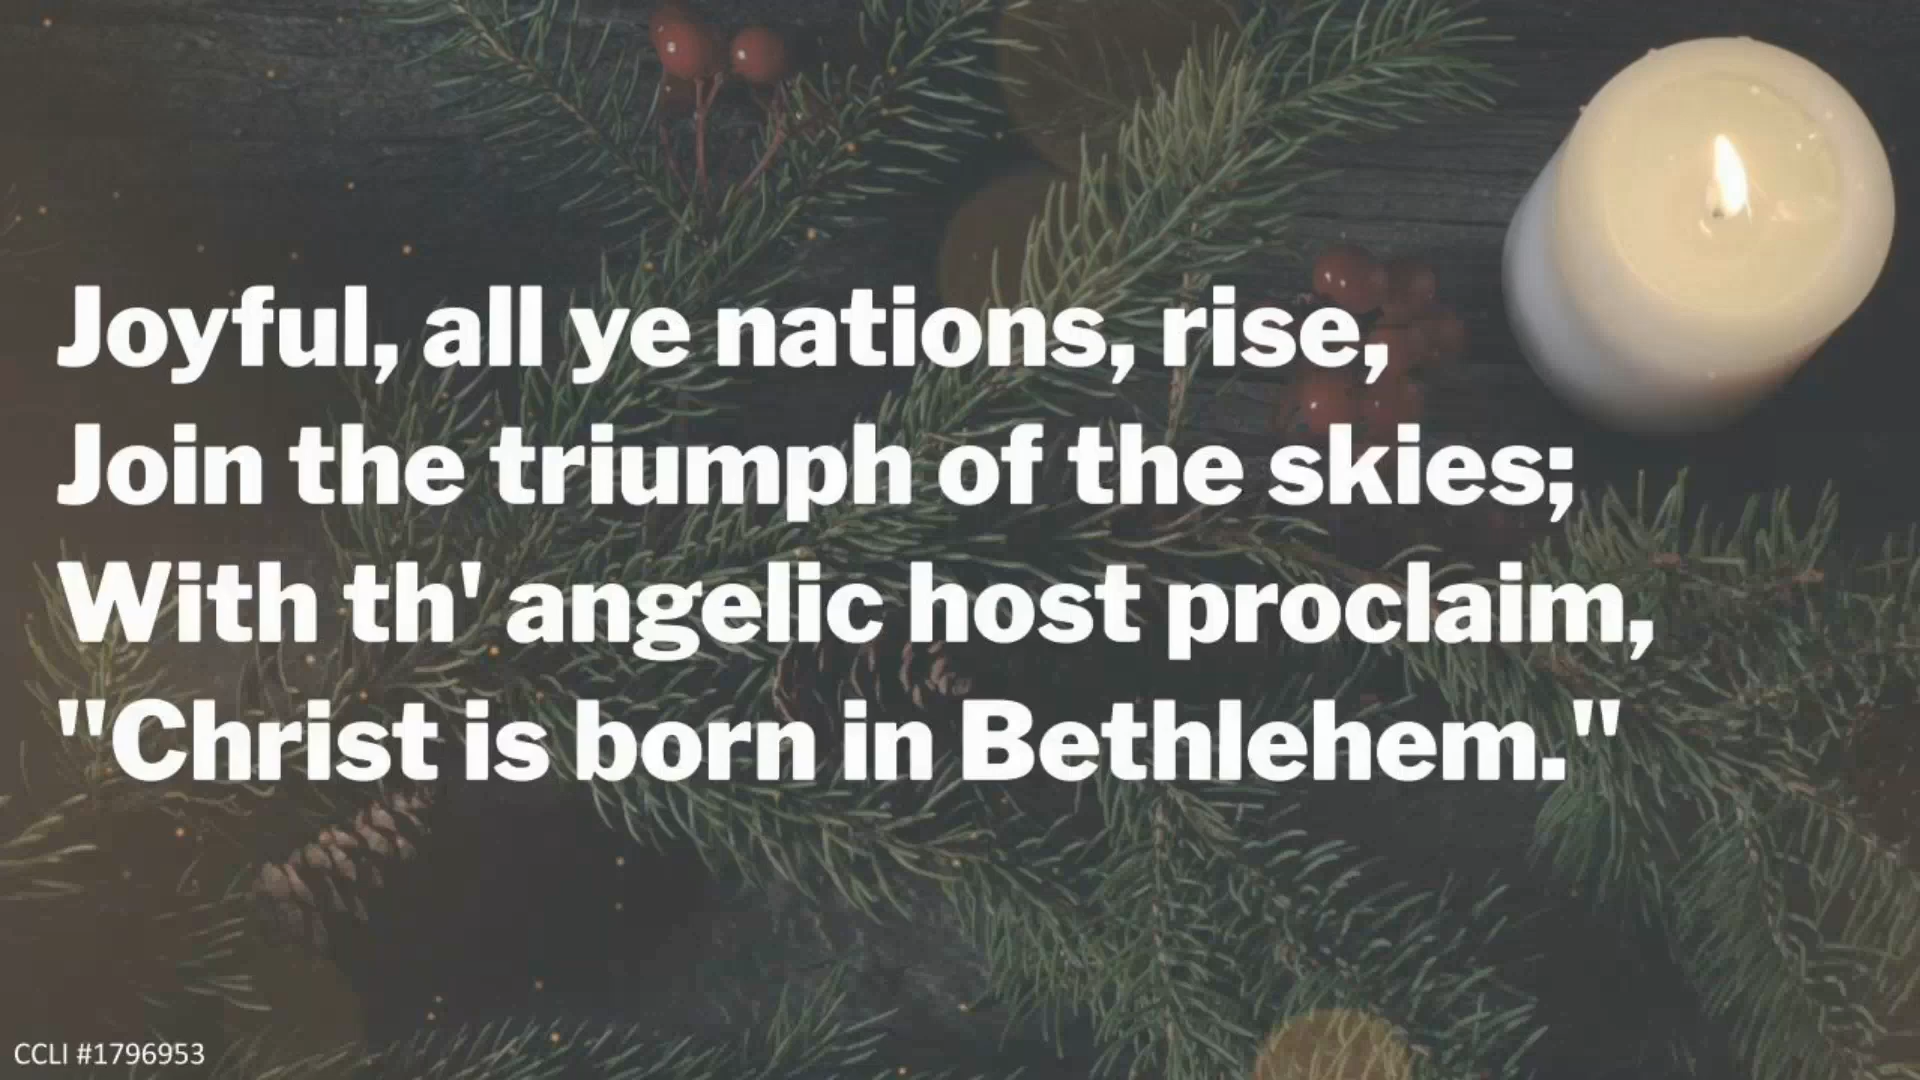 Joyful, all ye nations, rise,
Join the triumph of the skies;
With th' angelic host proclaim,
"Christ is born in Bethlehem."
CCLI #1796953